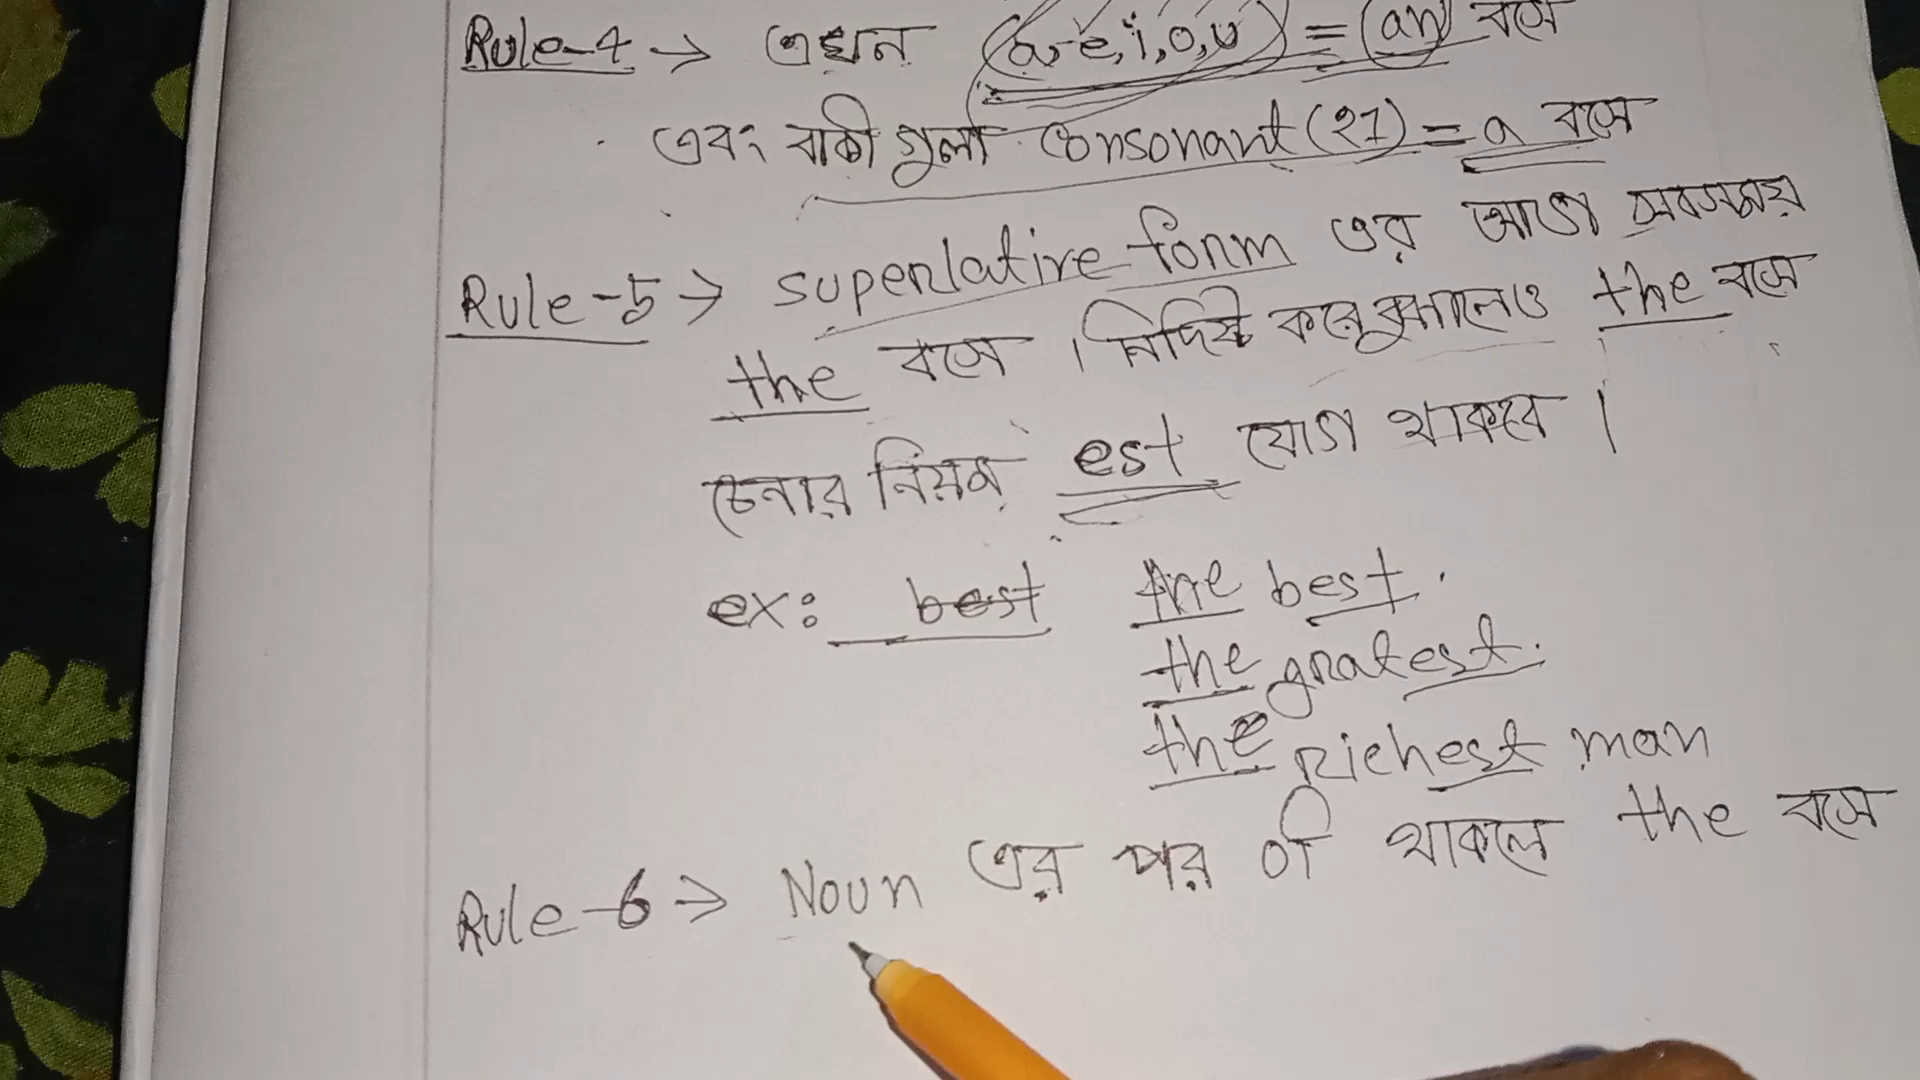 Rule-4 → এখন (a, e, i, o, u) = (an) বসে
এবং বাকী গুলা consonant (21) = a বসে
Rule-5 → superlative form এর আগে সবসময়
the বসে । নির্দিষ্ট করে বুঝালেও the বসে
চেনার নিয়ম est যোগ থাকবে ।
ex: best the best.
the gratest.
the richest man
Rule-6 → Noun এর পর of থাকলে the বসে